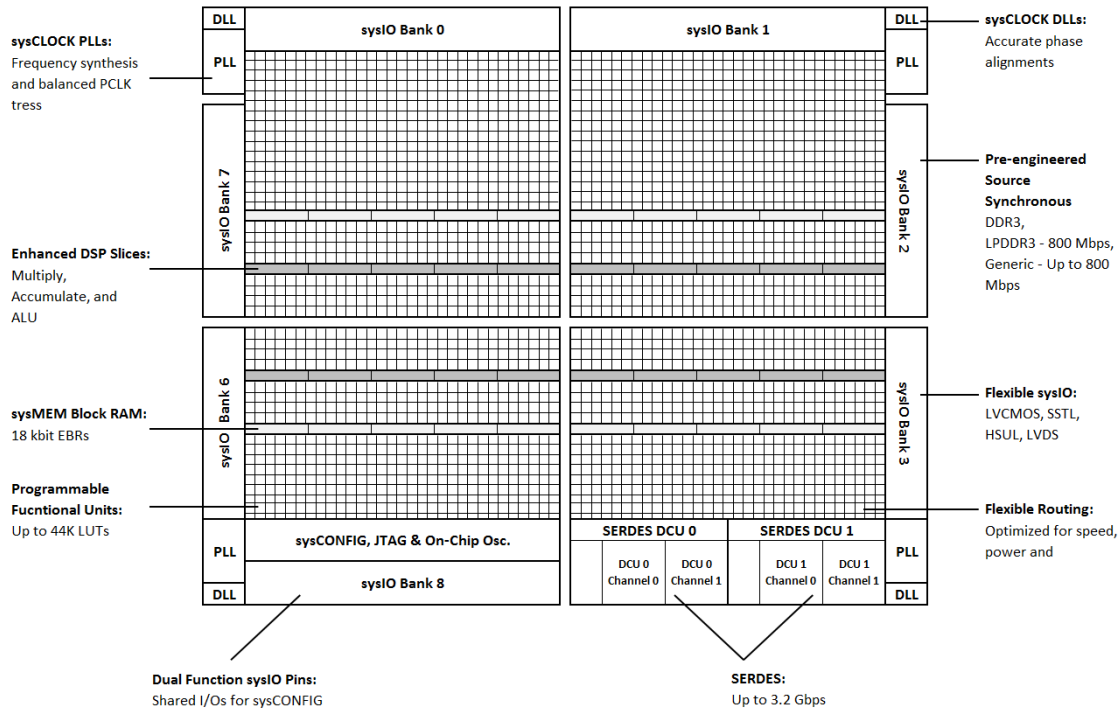 DLL
sysIO Bank 0
sysIO Bank 1
DLL
sysCLOCK DLLs:
Accurate phase
alignments
sysCLOCK PLLs:
Frequency synthesis
and balanced PCLK
tress
PLL
PLL
sysIO Bank 7
sysIO Bank 2
Pre-engineered
Source
Synchronous
DDR3,
LPDDR3 - 800 Mbps,
Generic - Up to 800
Mbps
Enhanced DSP Slices:
Multiply,
Accumulate, and
ALU
sysIO Bank 6
sysIO Bank 3
sysMEM Block RAM:
18 kbit EBRs
Flexible sysIO:
LVCMOS, SSTL,
HSUL, LVDS
Programmable
Fucntional Units:
Up to 44K LUTs
Flexible Routing:
Optimized for speed,
power and
PLL
sysCONFIG, JTAG & On-Chip Osc.
SERDES DCU 0
SERDES DCU 1
PLL
DCU 0
Channel 0
DCU 0
Channel 1
DCU 1
Channel 0
DCU 1
Channel 1
DLL
sysIO Bank 8
DLL
Dual Function sysIO Pins:
Shared I/Os for sysCONFIG
SERDES:
Up to 3.2 Gbps